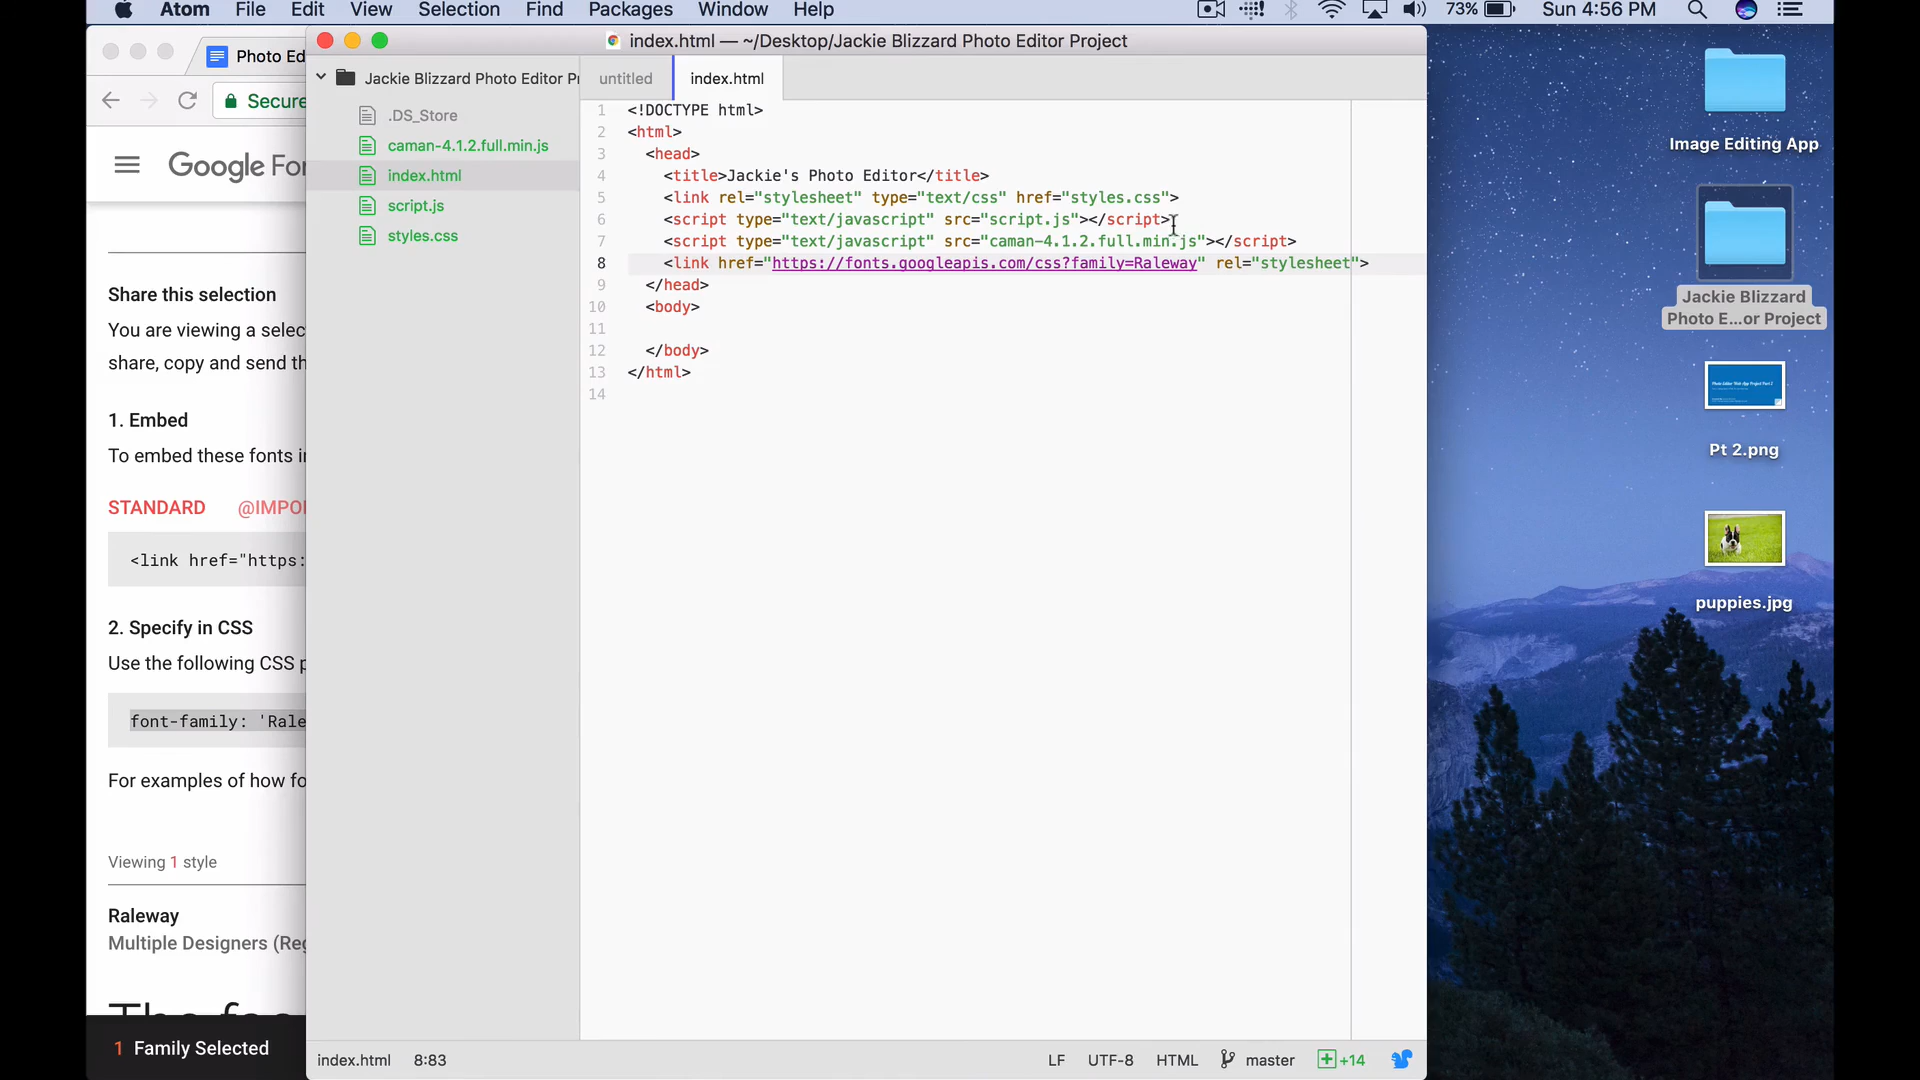 Atom File Edit View Selection Find Packages Window Help 73% Sun 4:56 PM
Photo Ed
Secure
Google For
Share this selection
You are viewing a selec
share, copy and send th
1. Embed
To embed these fonts in
STANDARD @IMPO
<link href="https:
2. Specify in CSS
Use the following CSS
font-family: 'Rale
For examples of how fo
Viewing 1 style
Raleway
Multiple Designers (Reg
1 Family Selected
index.html — ~/Desktop/Jackie Blizzard Photo Editor Project
Jackie Blizzard Photo Editor Pr
.DS_Store
caman-4.1.2.full.min.js
index.html
script.js
styles.css
untitled index.html
1 <!DOCTYPE html>
2 <html>
3 <head>
4 <title>Jackie's Photo Editor</title>
5 <link rel="stylesheet" type="text/css" href="styles.css">
6 <script type="text/javascript" src="script.js"></script>
7 <script type="text/javascript" src="caman-4.1.2.full.min.js"></script>
8 <link href="https://fonts.googleapis.com/css?family=Raleway" rel="stylesheet">
9 </head>
10 <body>
11
12 </body>
13 </html>
14
index.html 8:83 LF UTF-8 HTML master +14
Image Editing App
Jackie Blizzard
Photo E...or Project
Pt 2.png
puppies.jpg